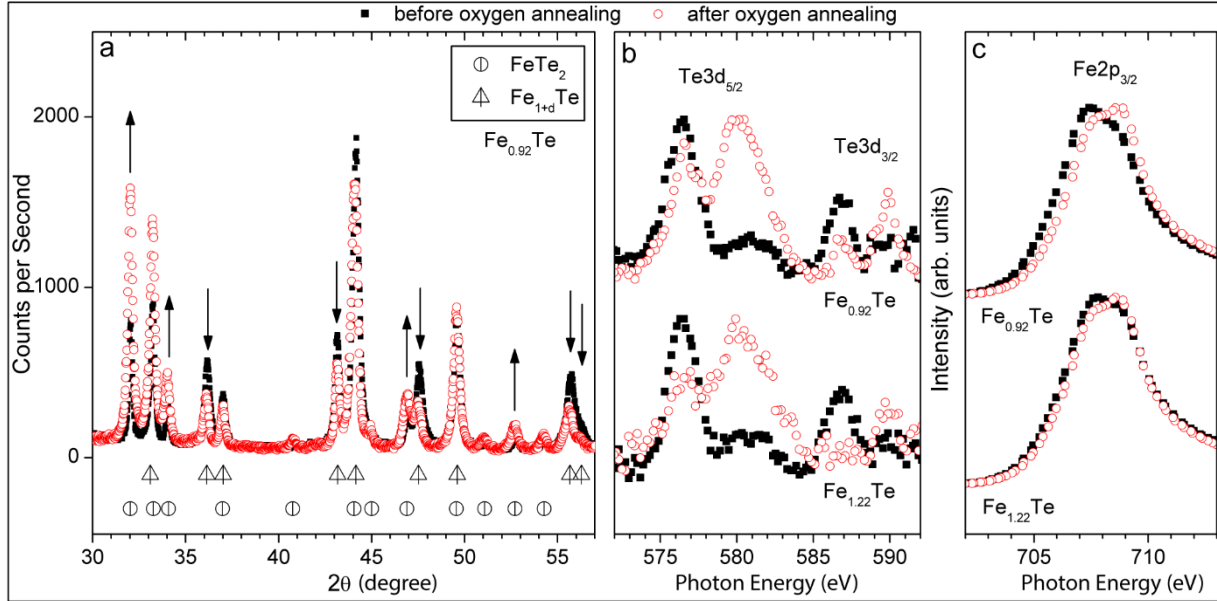 ■ before oxygen annealing ○ after oxygen annealing
a
FeTe₂
Fe₁₊dTe
Fe₀.₉₂Te
2000
1000
0
Counts per Second
30 35 40 45 50 55
2θ (degree)
b
Te3d₅/₂
Te3d₃/₂
Fe₀.₉₂Te
Fe₁.₂₂Te
575 580 585 590
Photon Energy (eV)
c
Fe2p₃/₂
Intensity (arb. units)
Fe₀.₉₂Te
Fe₁.₂₂Te
705 710
Photon Energy (eV)